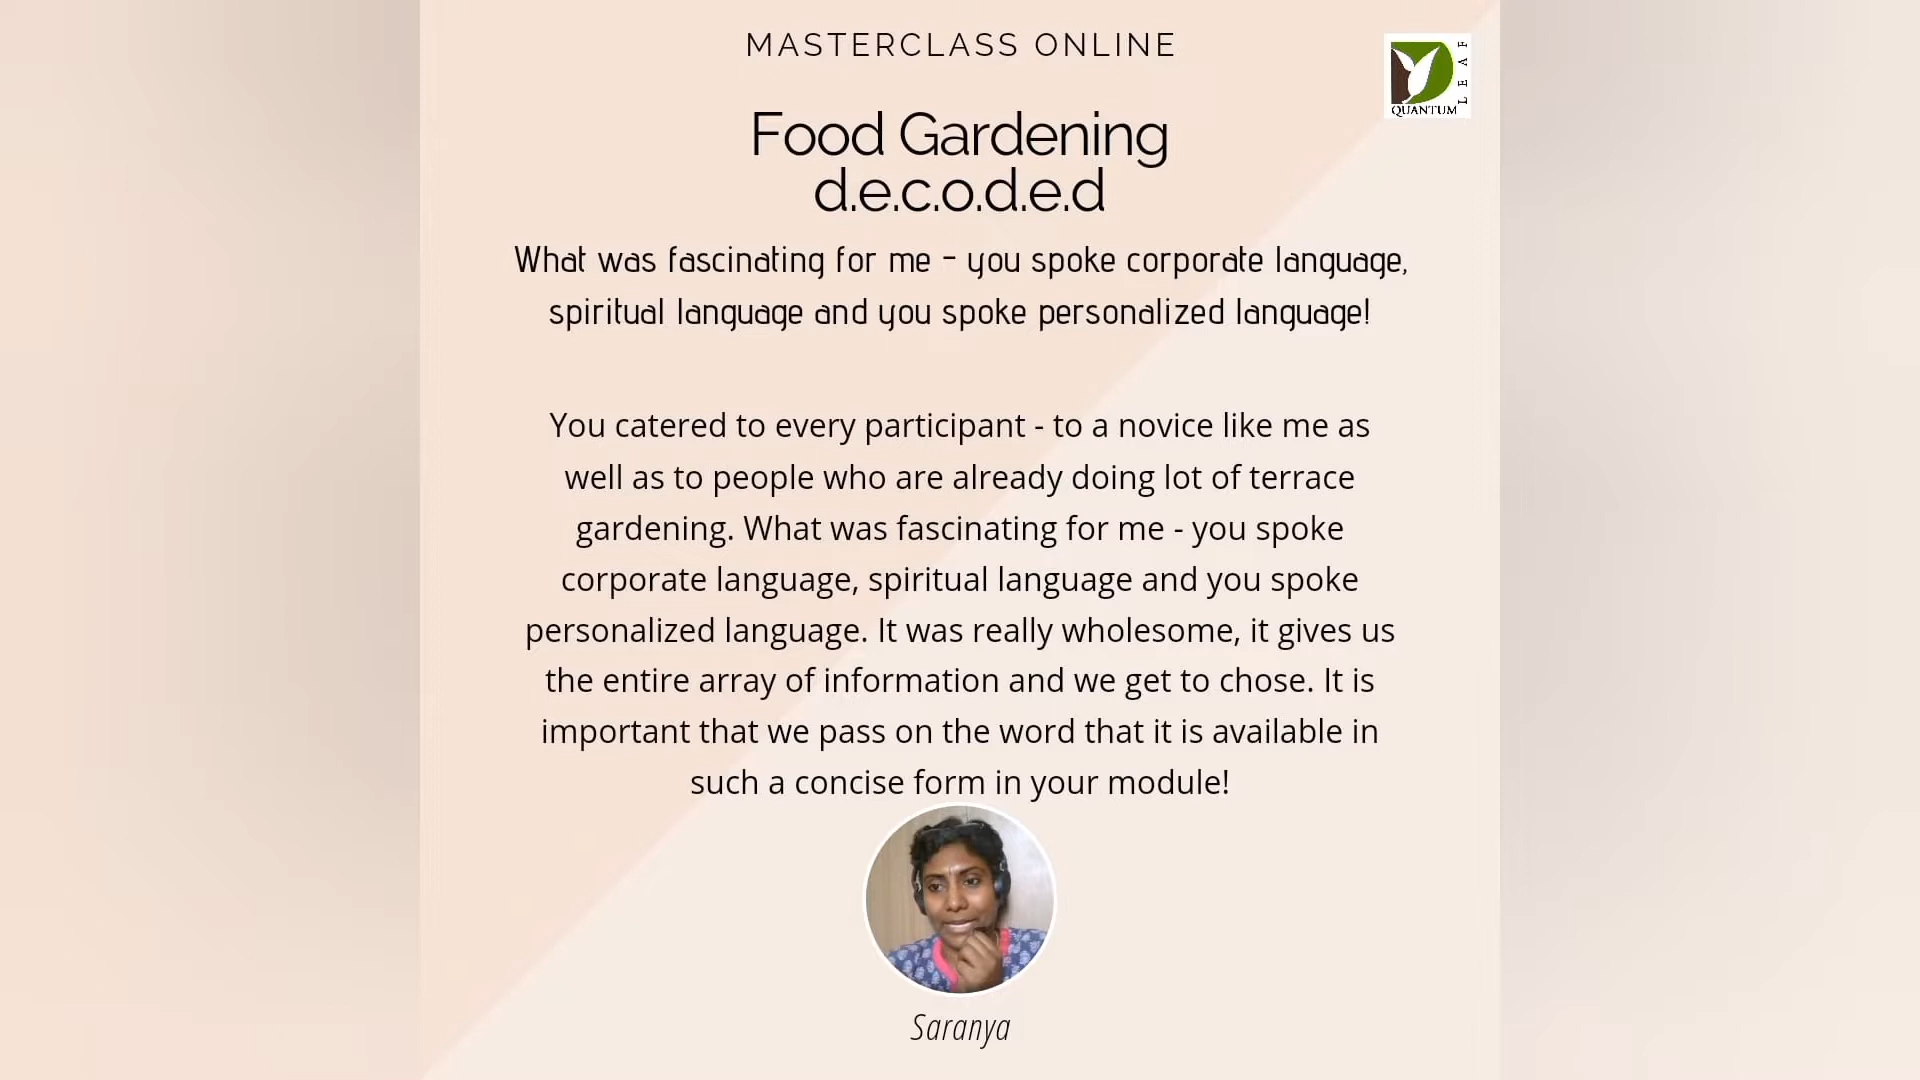 MASTERCLASS ONLINE
QUANTUM
LEAF
Food Gardening
d.e.c.o.d.e.d
What was fascinating for me - you spoke corporate language,
spiritual language and you spoke personalized language!
You catered to every participant - to a novice like me as
well as to people who are already doing lot of terrace
gardening. What was fascinating for me - you spoke
corporate language, spiritual language and you spoke
personalized language. It was really wholesome, it gives us
the entire array of information and we get to chose. It is
important that we pass on the word that it is available in
such a concise form in your module!
Saranya